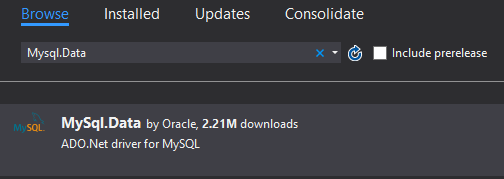 Browse Installed Updates Consolidate
Mysql.Data Include prerelease
MySQL MySql.Data by Oracle, 2.21M downloads
ADO.Net driver for MySQL